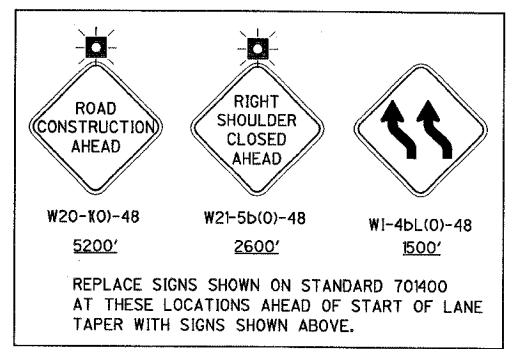 ROAD
CONSTRUCTION
AHEAD
RIGHT
SHOULDER
CLOSED
AHEAD
W20-1(O)-48
W21-5b(O)-48
WI-4bL(O)-48
5200'
2600'
1500'
REPLACE SIGNS SHOWN ON STANDARD 701400
AT THESE LOCATIONS AHEAD OF START OF LANE
TAPER WITH SIGNS SHOWN ABOVE.